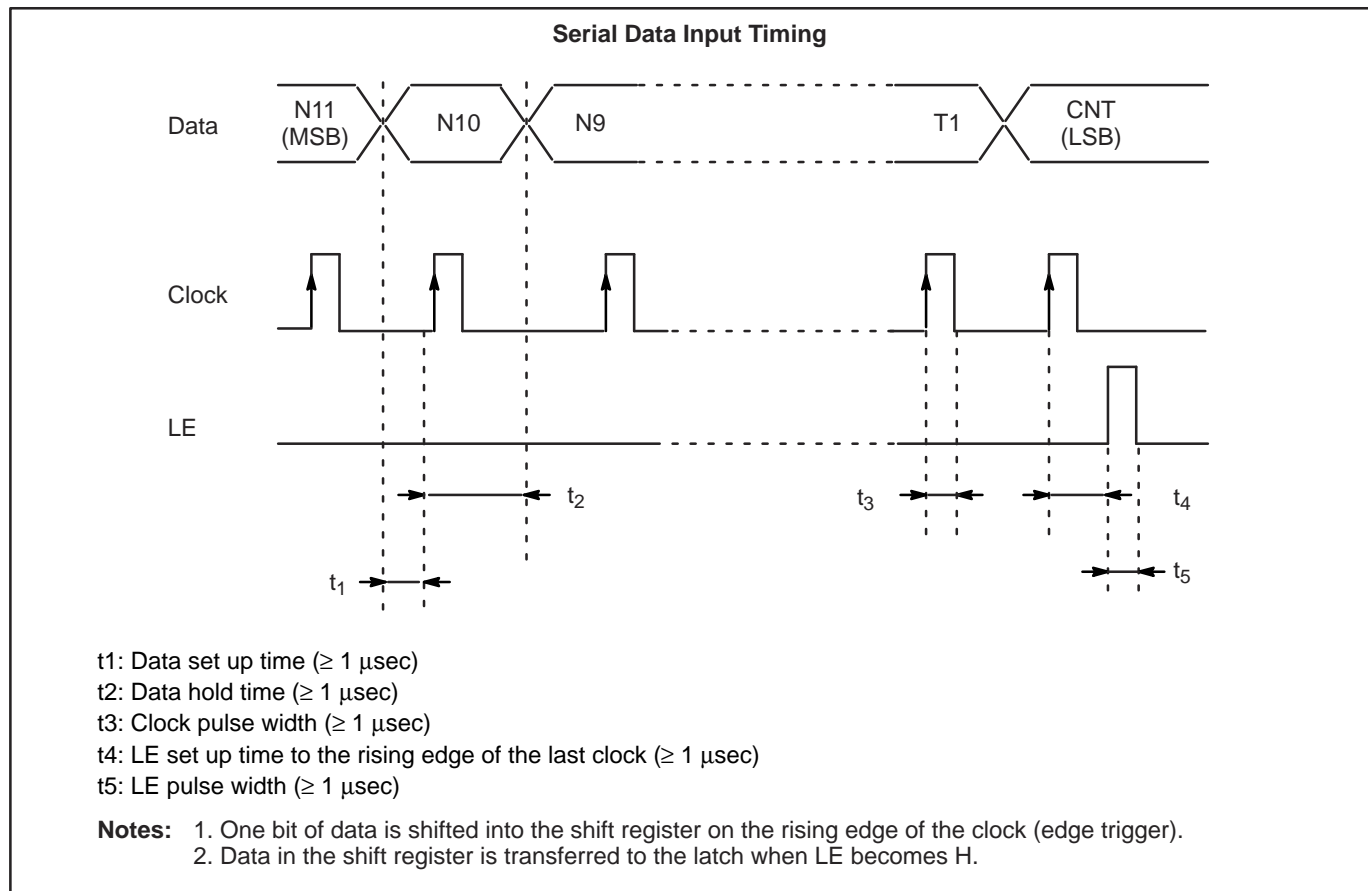 Serial Data Input Timing
Data
N11
(MSB)
N10
N9
T1
CNT
(LSB)
Clock
LE
t2
t3
t4
t1
t5
t1: Data set up time (≥ 1 μsec)
t2: Data hold time (≥ 1 μsec)
t3: Clock pulse width (≥ 1 μsec)
t4: LE set up time to the rising edge of the last clock (≥ 1 μsec)
t5: LE pulse width (≥ 1 μsec)
Notes: 1. One bit of data is shifted into the shift register on the rising edge of the clock (edge trigger).
2. Data in the shift register is transferred to the latch when LE becomes H.